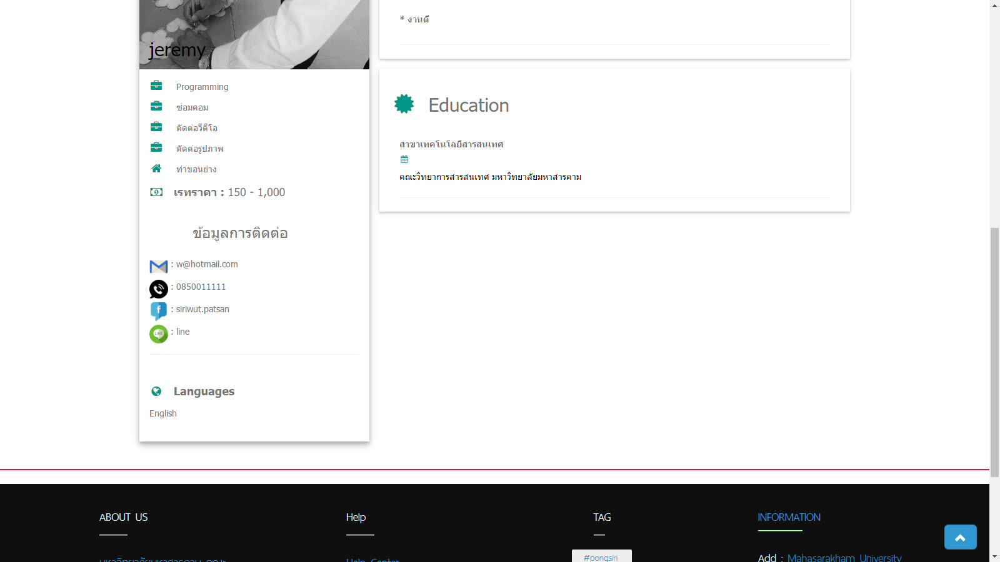 jeremy
Programming
ซ่อมคอม
ตัดต่อวีดีโอ
ตัดต่อรูปภาพ
ท่าขอนย่าง
เรทราคา : 150 - 1,000
ข้อมูลการติดต่อ
: w@hotmail.com
: 0850011111
: siriwut.patsan
LINE
: line
Languages
English
* งานดี
Education
สาขาเทคโนโลยีสารสนเทศ
คณะวิทยาการสารสนเทศ มหาวิทยาลัยมหาสารคาม
ABOUT US
Help
Help Center
TAG
#pongsiri
INFORMATION
Add : Mahasarakham University